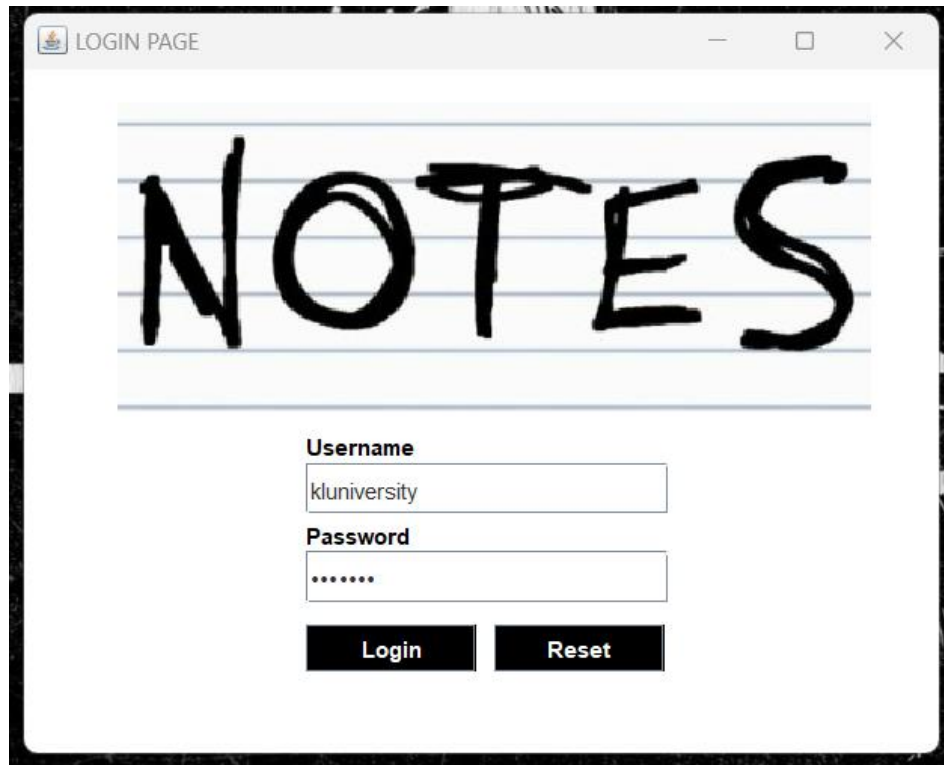 LOGIN PAGE
NOTES
Username
kluniversity
Password
•••••••
Login Reset